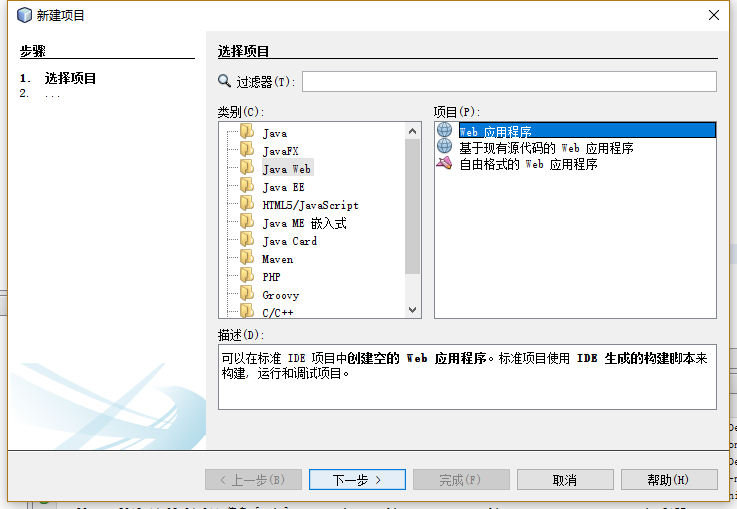 新建项目
步骤
1. 选择项目
2. ...
选择项目
过滤器(T):
类别(C):
Java
JavaFX
Java Web
Java EE
HTML5/JavaScript
Java ME 嵌入式
Java Card
Maven
PHP
Groovy
C/C++
项目(P):
Web 应用程序
基于现有源代码的 Web 应用程序
自由格式的 Web 应用程序
描述(D):
可以在标准 IDE 项目中创建空的 Web 应用程序。标准项目使用 IDE 生成的构建脚本来
构建, 运行和调试项目。
< 上一步(B)
下一步 >
完成(F)
取消
帮助(H)